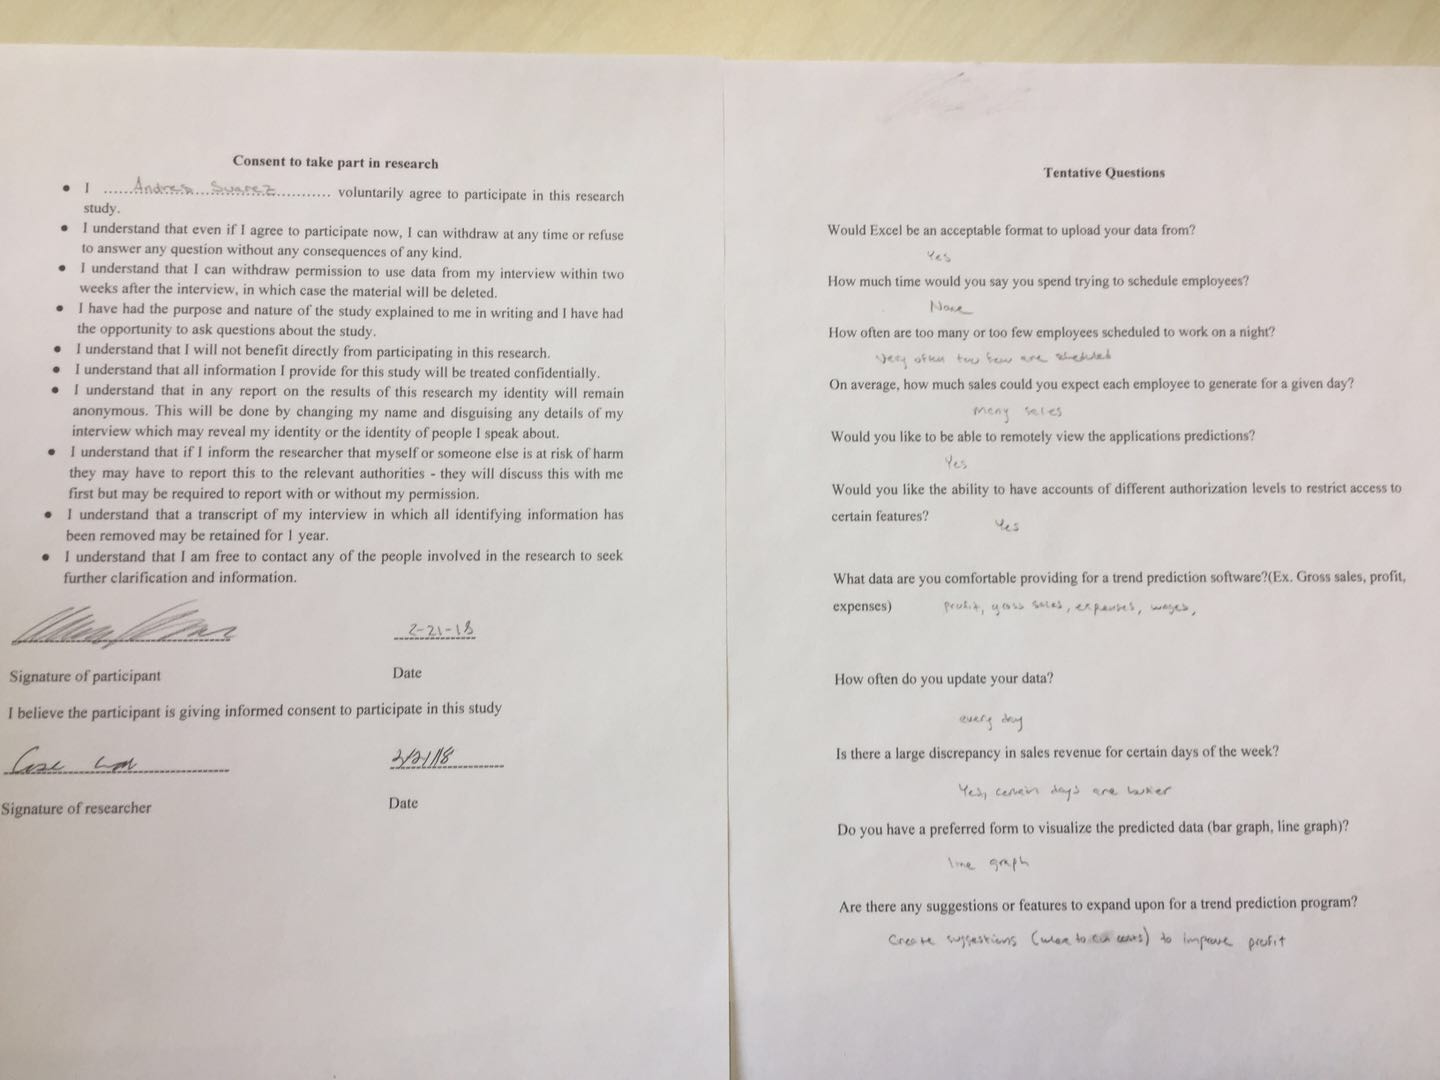 Consent to take part in research
• I ......Andres...Suarez............ voluntarily agree to participate in this research
study.
• I understand that even if I agree to participate now, I can withdraw at any time or refuse
to answer any question without any consequences of any kind.
• I understand that I can withdraw permission to use data from my interview within two
weeks after the interview, in which case the material will be deleted.
• I have had the purpose and nature of the study explained to me in writing and I have had
the opportunity to ask questions about the study.
• I understand that I will not benefit directly from participating in this research.
• I understand that all information I provide for this study will be treated confidentially.
• I understand that in any report on the results of this research my identity will remain
anonymous. This will be done by changing my name and disguising any details of my
interview which may reveal my identity or the identity of people I speak about.
• I understand that if I inform the researcher that myself or someone else is at risk of harm
they may have to report this to the relevant authorities - they will discuss this with me
first but may be required to report with or without my permission.
• I understand that a transcript of my interview in which all identifying information has
been removed may be retained for 1 year.
• I understand that I am free to contact any of the people involved in the research to seek
further clarification and information.
2-21-18
Signature of participant Date
I believe the participant is giving informed consent to participate in this study
2/21/18
Signature of researcher Date
Tentative Questions
Would Excel be an acceptable format to upload your data from?
Yes
How much time would you say you spend trying to schedule employees?
None
How often are too many or too few employees scheduled to work on a night?
Very often too few are scheduled
On average, how much sales could you expect each employee to generate for a given day?
many sales
Would you like to be able to remotely view the applications predictions?
Yes
Would you like the ability to have accounts of different authorization levels to restrict access to
certain features? Yes
What data are you comfortable providing for a trend prediction software?(Ex. Gross sales, profit,
expenses) profit, gross sales, expenses, wages,
How often do you update your data?
every day
Is there a large discrepancy in sales revenue for certain days of the week?
Yes, certain days are busier
Do you have a preferred form to visualize the predicted data (bar graph, line graph)?
line graph
Are there any suggestions or features to expand upon for a trend prediction program?
Create suggestions (where to cut costs) to improve profit